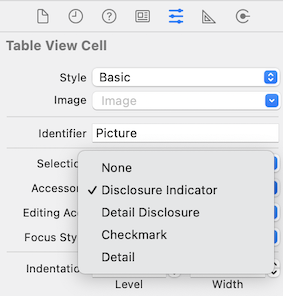 Table View Cell
Style Basic
Image Image
Identifier Picture
Selection
None
Accessory
Disclosure Indicator
Editing Acc
Detail Disclosure
Focus Style
Checkmark
Detail
Indentation
Level Width